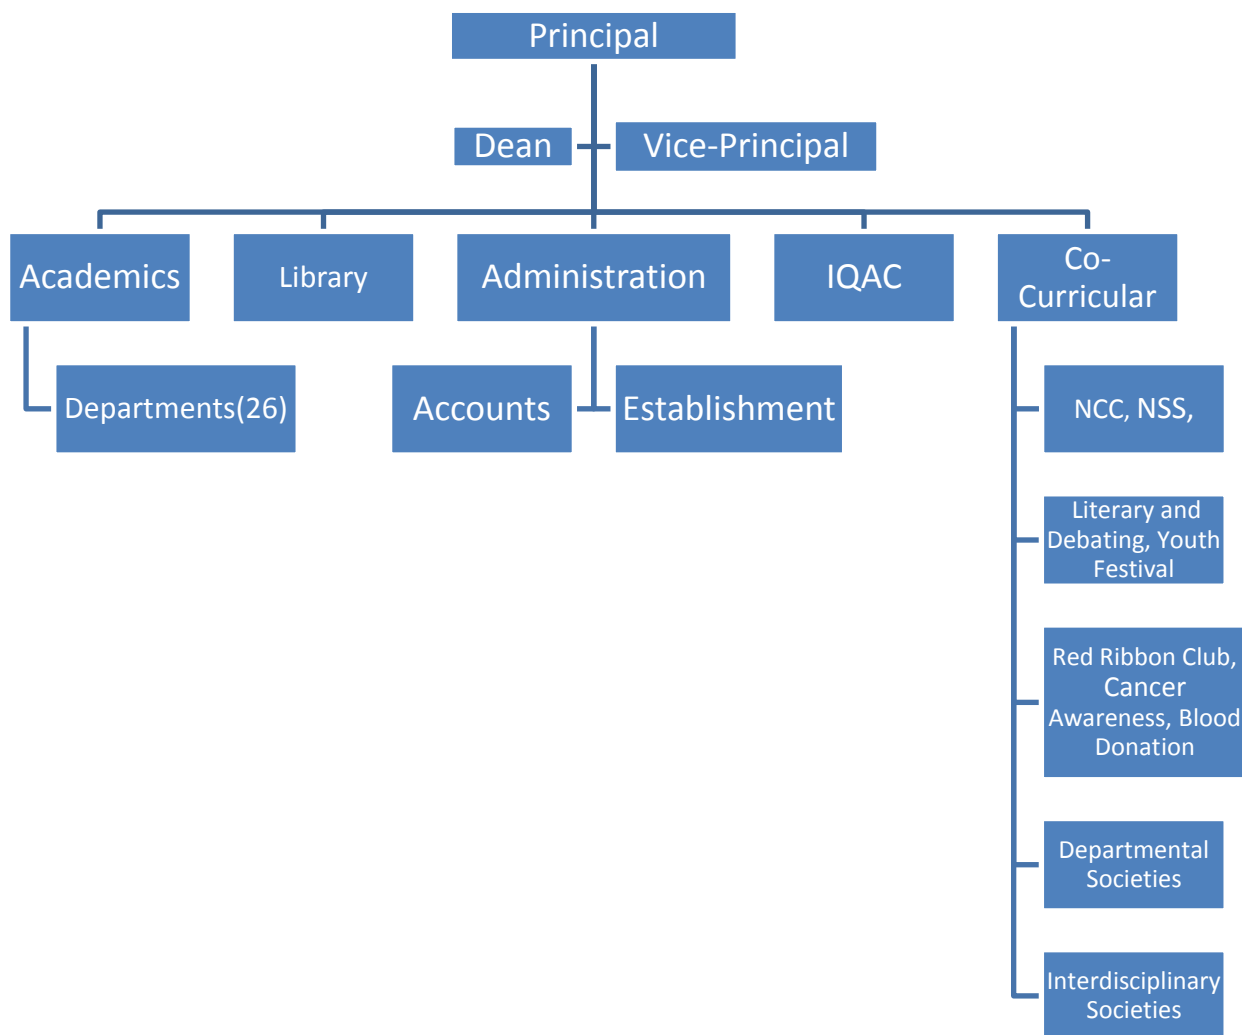 Principal
Dean
Vice-Principal
Academics
Library
Administration
IQAC
Co-
Curricular
Departments(26)
Accounts
Establishment
NCC, NSS,
Literary and
Debating, Youth
Festival
Red Ribbon Club,
Cancer
Awareness, Blood
Donation
Departmental
Societies
Interdisciplinary
Societies